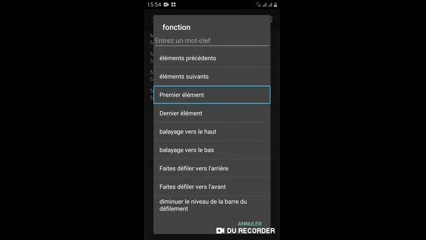 15:54
fonction
Entrez un mot-clef
éléments précédents
éléments suivants
Premier élément
Dernier élément
balayage vers le haut
balayage vers le bas
Faites défiler vers l'arrière
Faites défiler vers l'avant
diminuer le niveau de la barre du
défilement
ANNULER
DU RECORDER